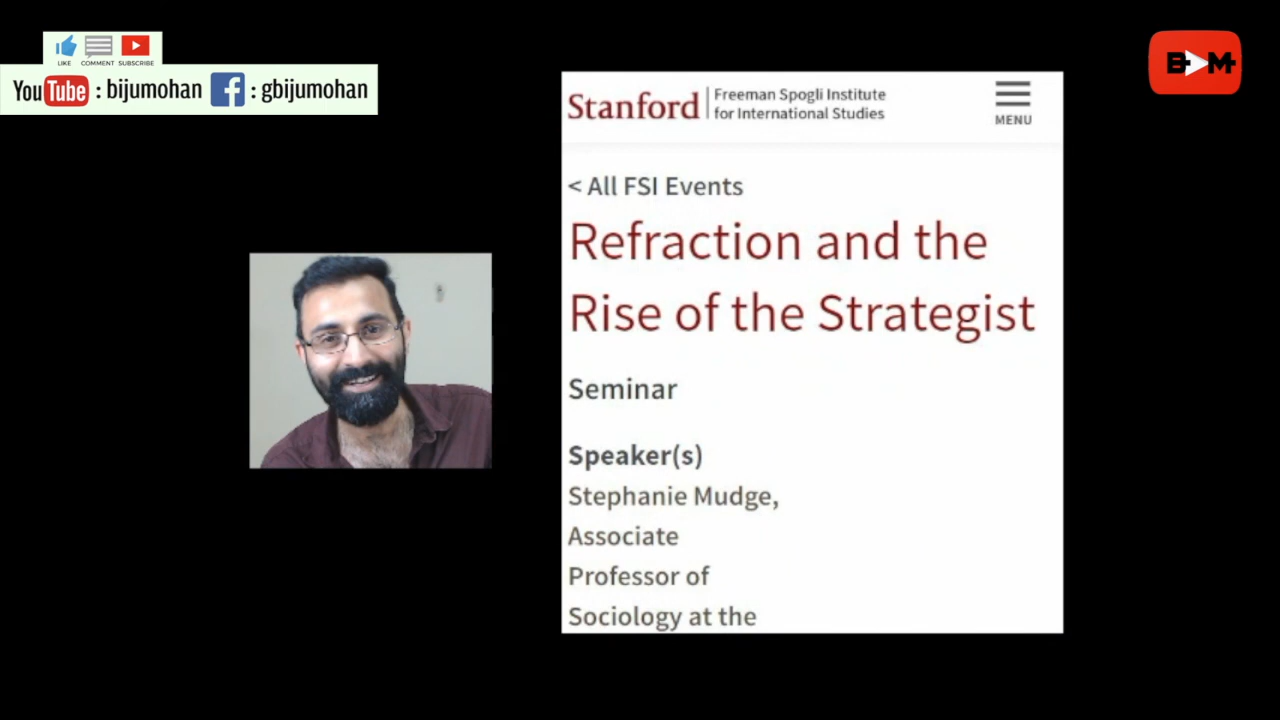 LIKE COMMENT SUBSCRIBE
YouTube : bijumohan f : gbijumohan
BM
Stanford Freeman Spogli Institute
for International Studies
MENU
< All FSI Events
Refraction and the
Rise of the Strategist
Seminar
Speaker(s)
Stephanie Mudge,
Associate
Professor of
Sociology at the